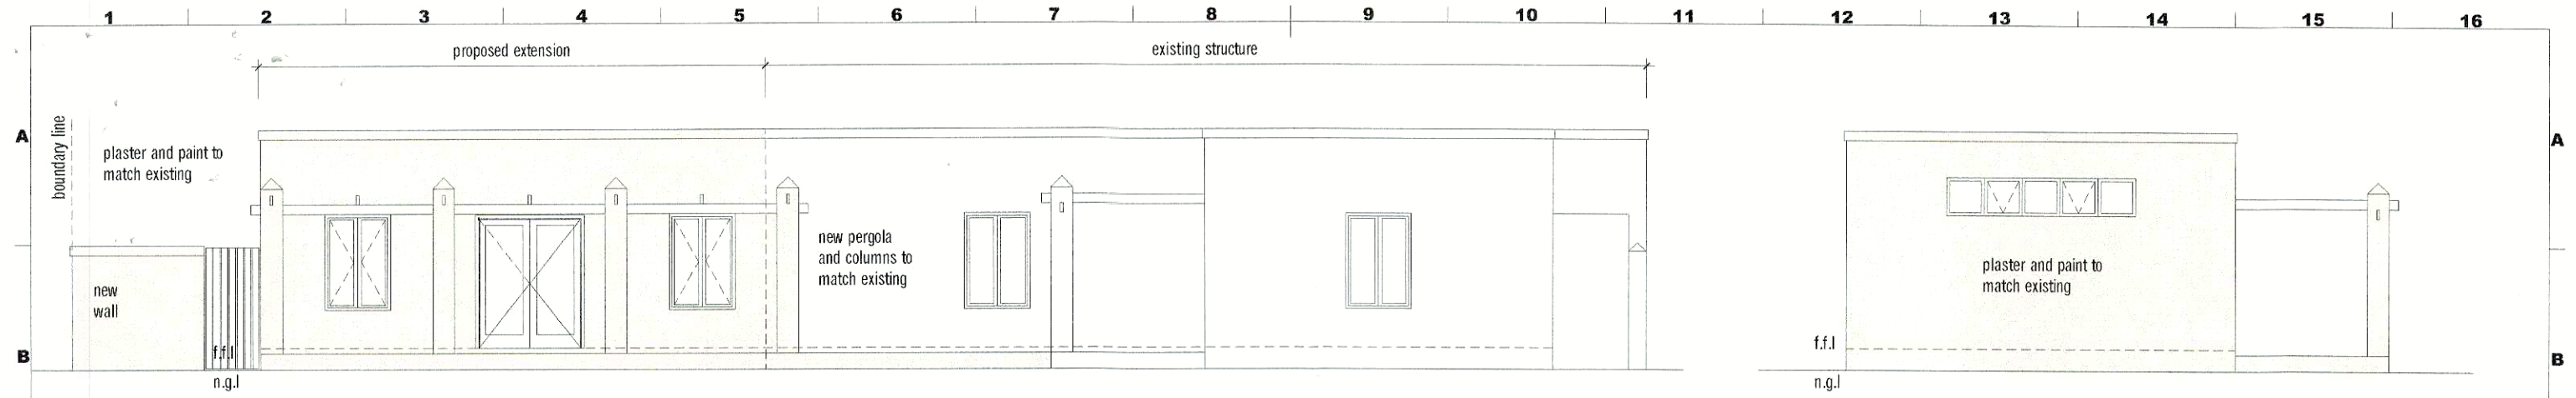 1 2 3 4 5 6 7 8 9 10 11 12 13 14 15 16
proposed extension
existing structure
A
A
boundary line
plaster and paint to
match existing
new pergola
and columns to
match existing
plaster and paint to
match existing
new
wall
f.f.l
f.f.l
B
B
n.g.l
n.g.l